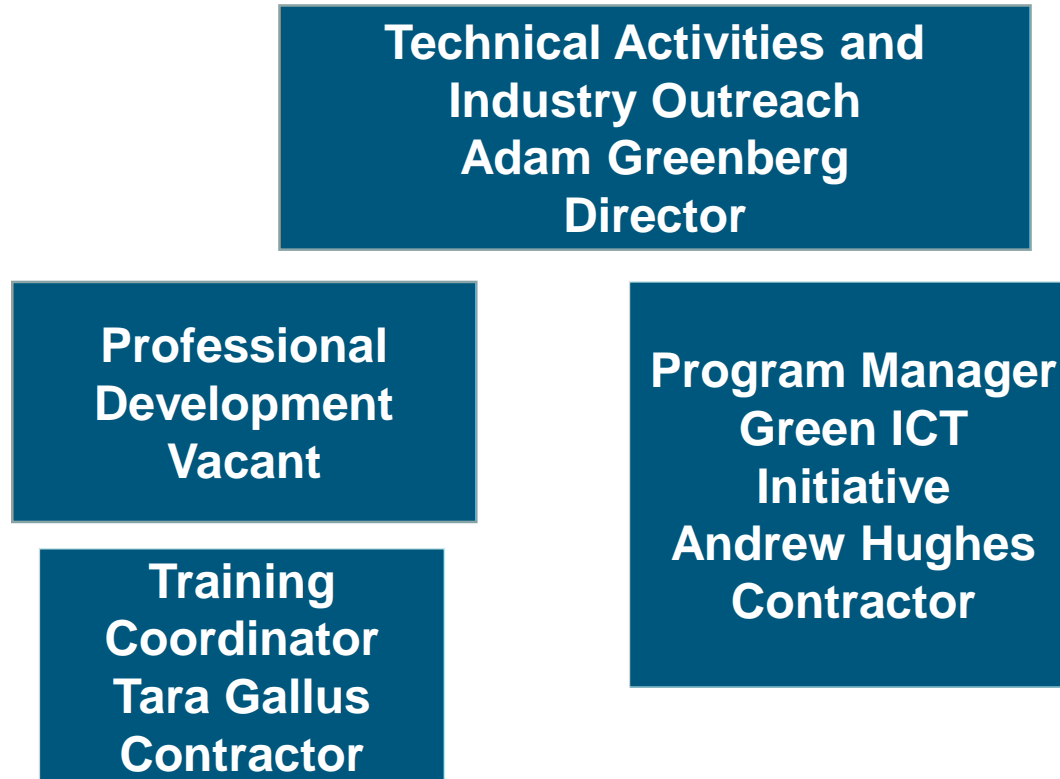 Technical Activities and
Industry Outreach
Adam Greenberg
Director
Professional
Development
Vacant
Training
Coordinator
Tara Gallus
Contractor
Program Manager
Green ICT
Initiative
Andrew Hughes
Contractor